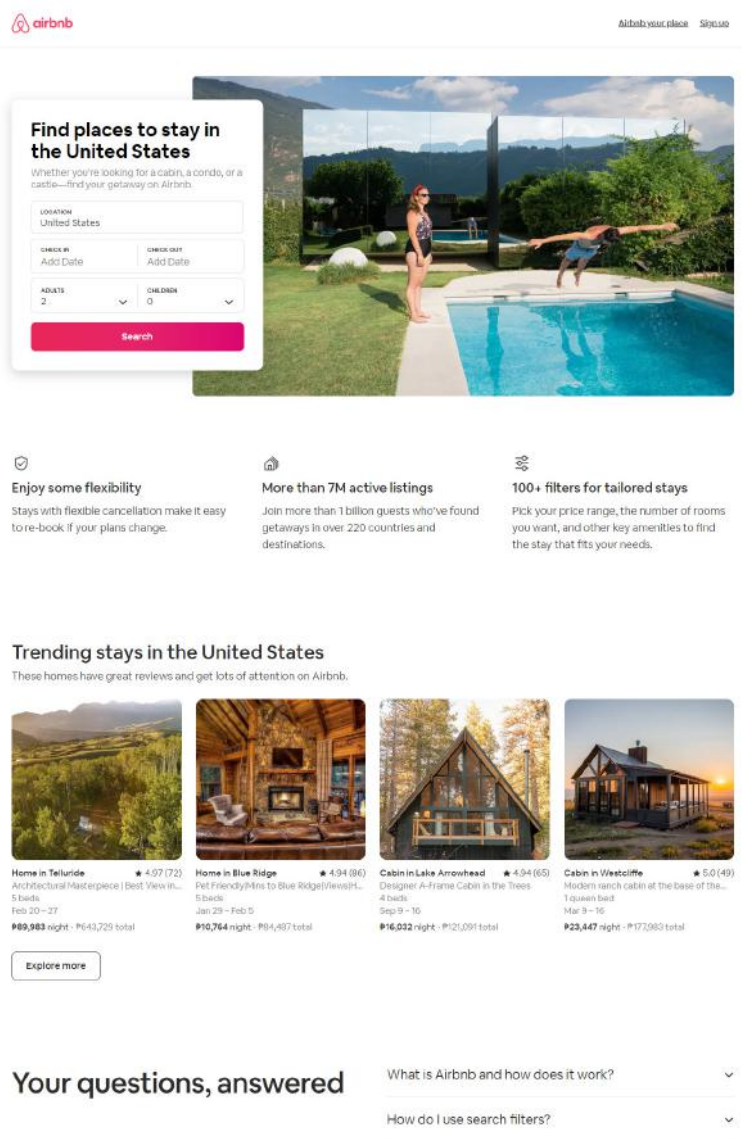 airbnb
Airbnb your place Sign up
Find places to stay in
the United States
Whether you're looking for a cabin, a condo, or a
castle—find your getaway on Airbnb.
LOCATION
United States
CHECK IN CHECK OUT
Add Date Add Date
ADULTS CHILDREN
2 0
Search
Enjoy some flexibility
Stays with flexible cancellation make it easy
to re-book if your plans change.
More than 7M active listings
Join more than 1 billion guests who've found
getaways in over 220 countries and
destinations.
100+ filters for tailored stays
Pick your price range, the number of rooms
you want, and other key amenities to find
the stay that fits your needs.
Trending stays in the United States
These homes have great reviews and get lots of attention on Airbnb.
Home in Telluride ★ 4.97 (72)
Architectural Masterpiece | Best View in...
5 beds
Feb 20 – 27
₱89,983 night · ₱643,729 total
Home in Blue Ridge ★ 4.94 (86)
Pet Friendly|Mins to Blue Ridge|Views|H...
5 beds
Jan 29 – Feb 5
₱10,764 night · ₱84,487 total
Cabin in Lake Arrowhead ★ 4.94 (65)
Designer A-Frame Cabin in the Trees
4 beds
Sep 9 – 16
₱16,032 night · ₱121,091 total
Cabin in Westcliffe ★ 5.0 (49)
Modern ranch cabin at the base of the...
1 queen bed
Mar 9 – 16
₱23,447 night · ₱177,983 total
Explore more
Your questions, answered
What is Airbnb and how does it work?
How do I use search filters?